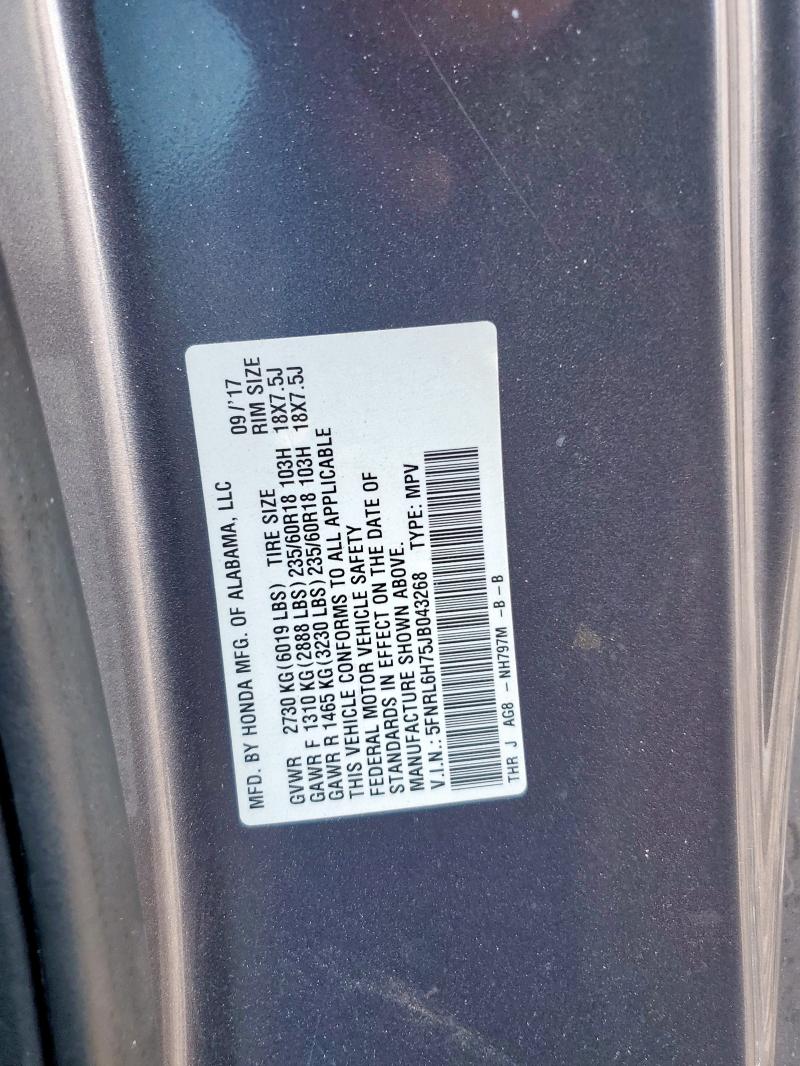 MFD. BY HONDA MFG. OF ALABAMA, LLC 09/'17
GVWR 2730 KG (6019 LBS) TIRE SIZE RIM SIZE
GAWR F 1310 KG (2888 LBS) 235/60R18 103H 18X7.5J
GAWR R 1465 KG (3230 LBS) 235/60R18 103H 18X7.5J
THIS VEHICLE CONFORMS TO ALL APPLICABLE
FEDERAL MOTOR VEHICLE SAFETY
STANDARDS IN EFFECT ON THE DATE OF
MANUFACTURE SHOWN ABOVE.
V.I.N.: 5FNRL6H75JB043268 TYPE: MPV
THR J AG8 - NH797M -B-B